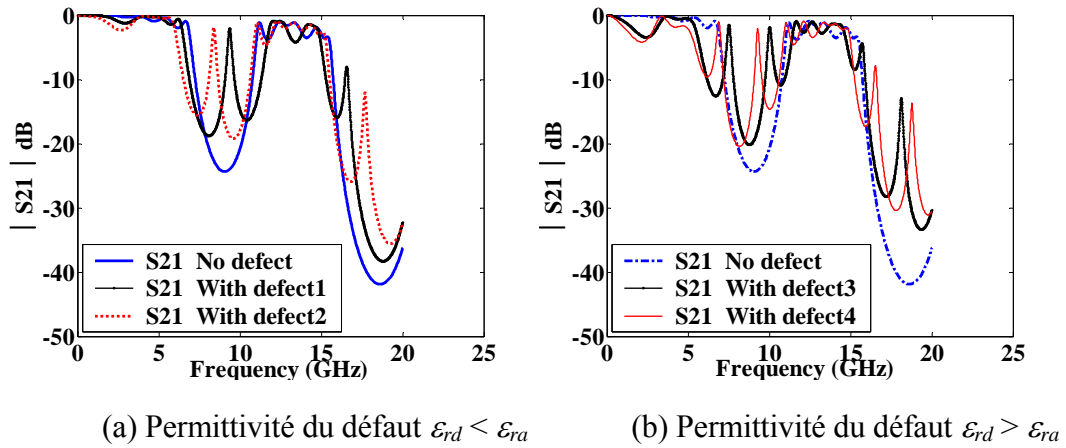 0
-10
-20
-30
-40
-50
| S21 | dB
S21 No defect
S21 With defect1
S21 With defect2
0 5 10 15 20 25
Frequency (GHz)
(a) Permittivité du défaut εrd < εra
0
-10
-20
-30
-40
-50
| S21 | dB
S21 No defect
S21 With defect3
S21 With defect4
0 5 10 15 20 25
Frequency (GHz)
(b) Permittivité du défaut εrd > εra